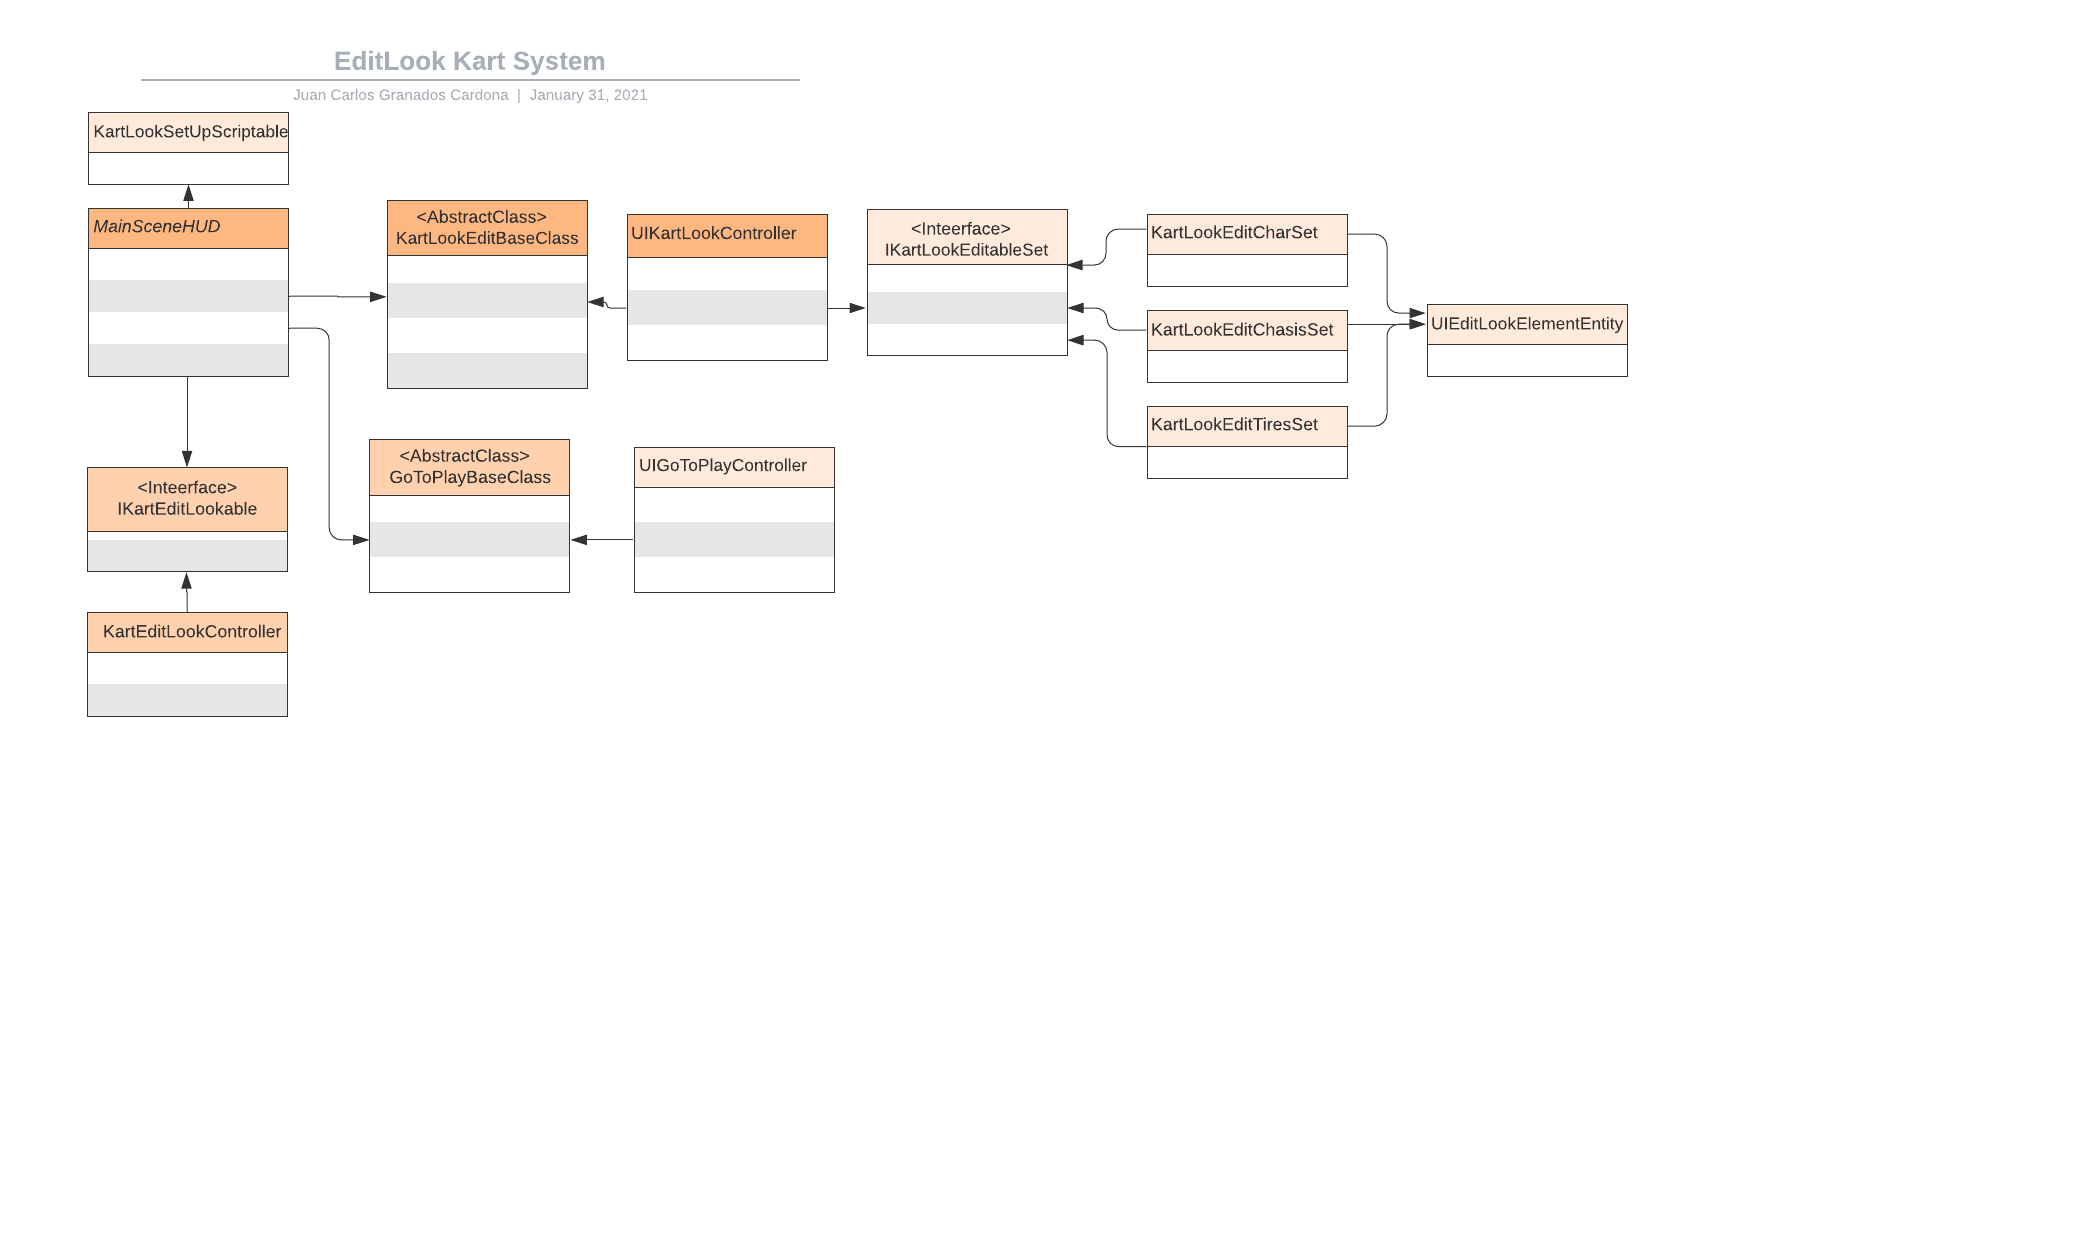 EditLook Kart System
Juan Carlos Granados Cardona | January 31, 2021
KartLookSetUpScriptable
MainSceneHUD
<AbstractClass>
KartLookEditBaseClass
UIKartLookController
<Inteerface>
IKartLookEditableSet
KartLookEditCharSet
KartLookEditChasisSet
UIEditLookElementEntity
KartLookEditTiresSet
<AbstractClass>
GoToPlayBaseClass
UIGoToPlayController
<Inteerface>
IKartEditLookable
KartEditLookController